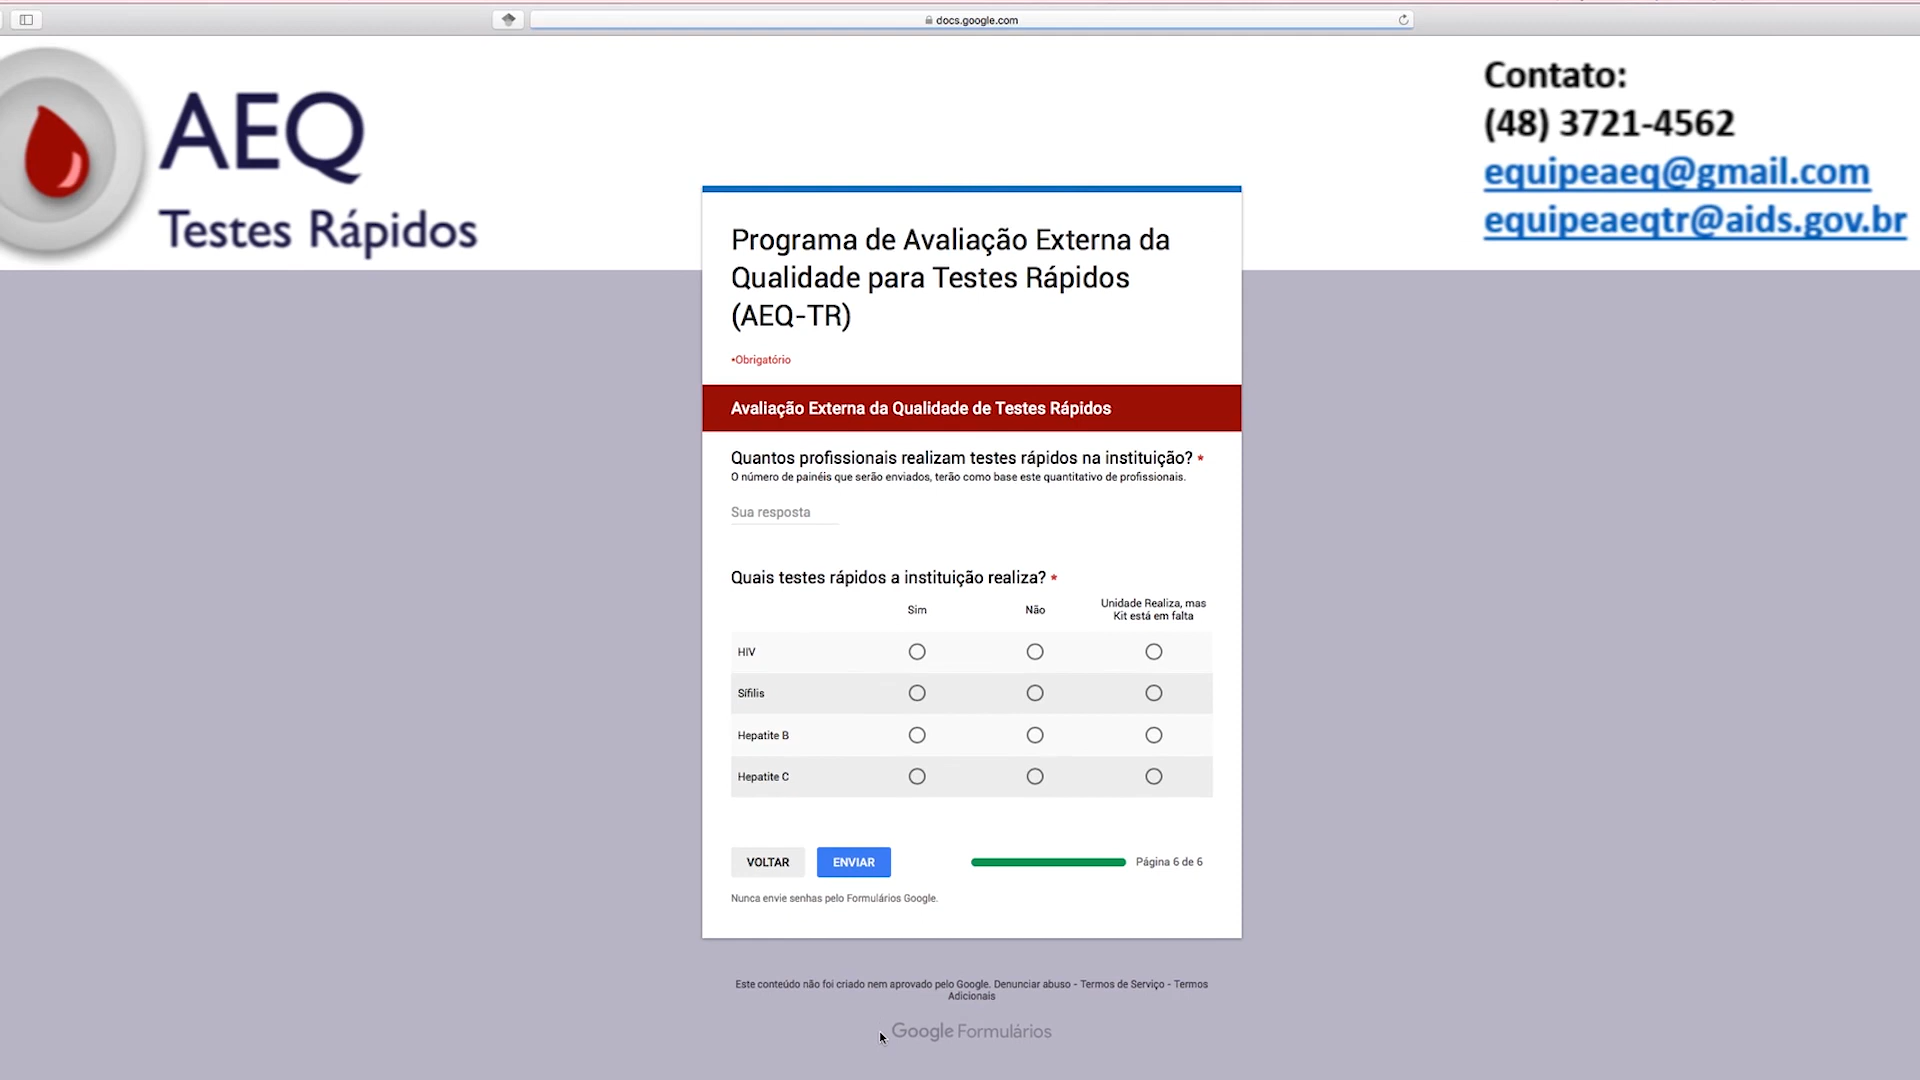 docs.google.com
AEQ
Testes Rápidos
Contato:
(48) 3721-4562
equipeaeq@gmail.com
equipeaeqtr@aids.gov.br
Programa de Avaliação Externa da
Qualidade para Testes Rápidos
(AEQ-TR)
*Obrigatório
Avaliação Externa da Qualidade de Testes Rápidos
Quantos profissionais realizam testes rápidos na instituição? *
O número de painéis que serão enviados, terão como base este quantitativo de profissionais.
Sua resposta
Quais testes rápidos a instituição realiza? *
Sim Não Unidade Realiza, mas
Kit está em falta
HIV
Sífilis
Hepatite B
Hepatite C
VOLTAR ENVIAR Página 6 de 6
Nunca envie senhas pelo Formulários Google.
Este conteúdo não foi criado nem aprovado pelo Google. Denunciar abuso - Termos de Serviço - Termos
Adicionais
Google Formulários